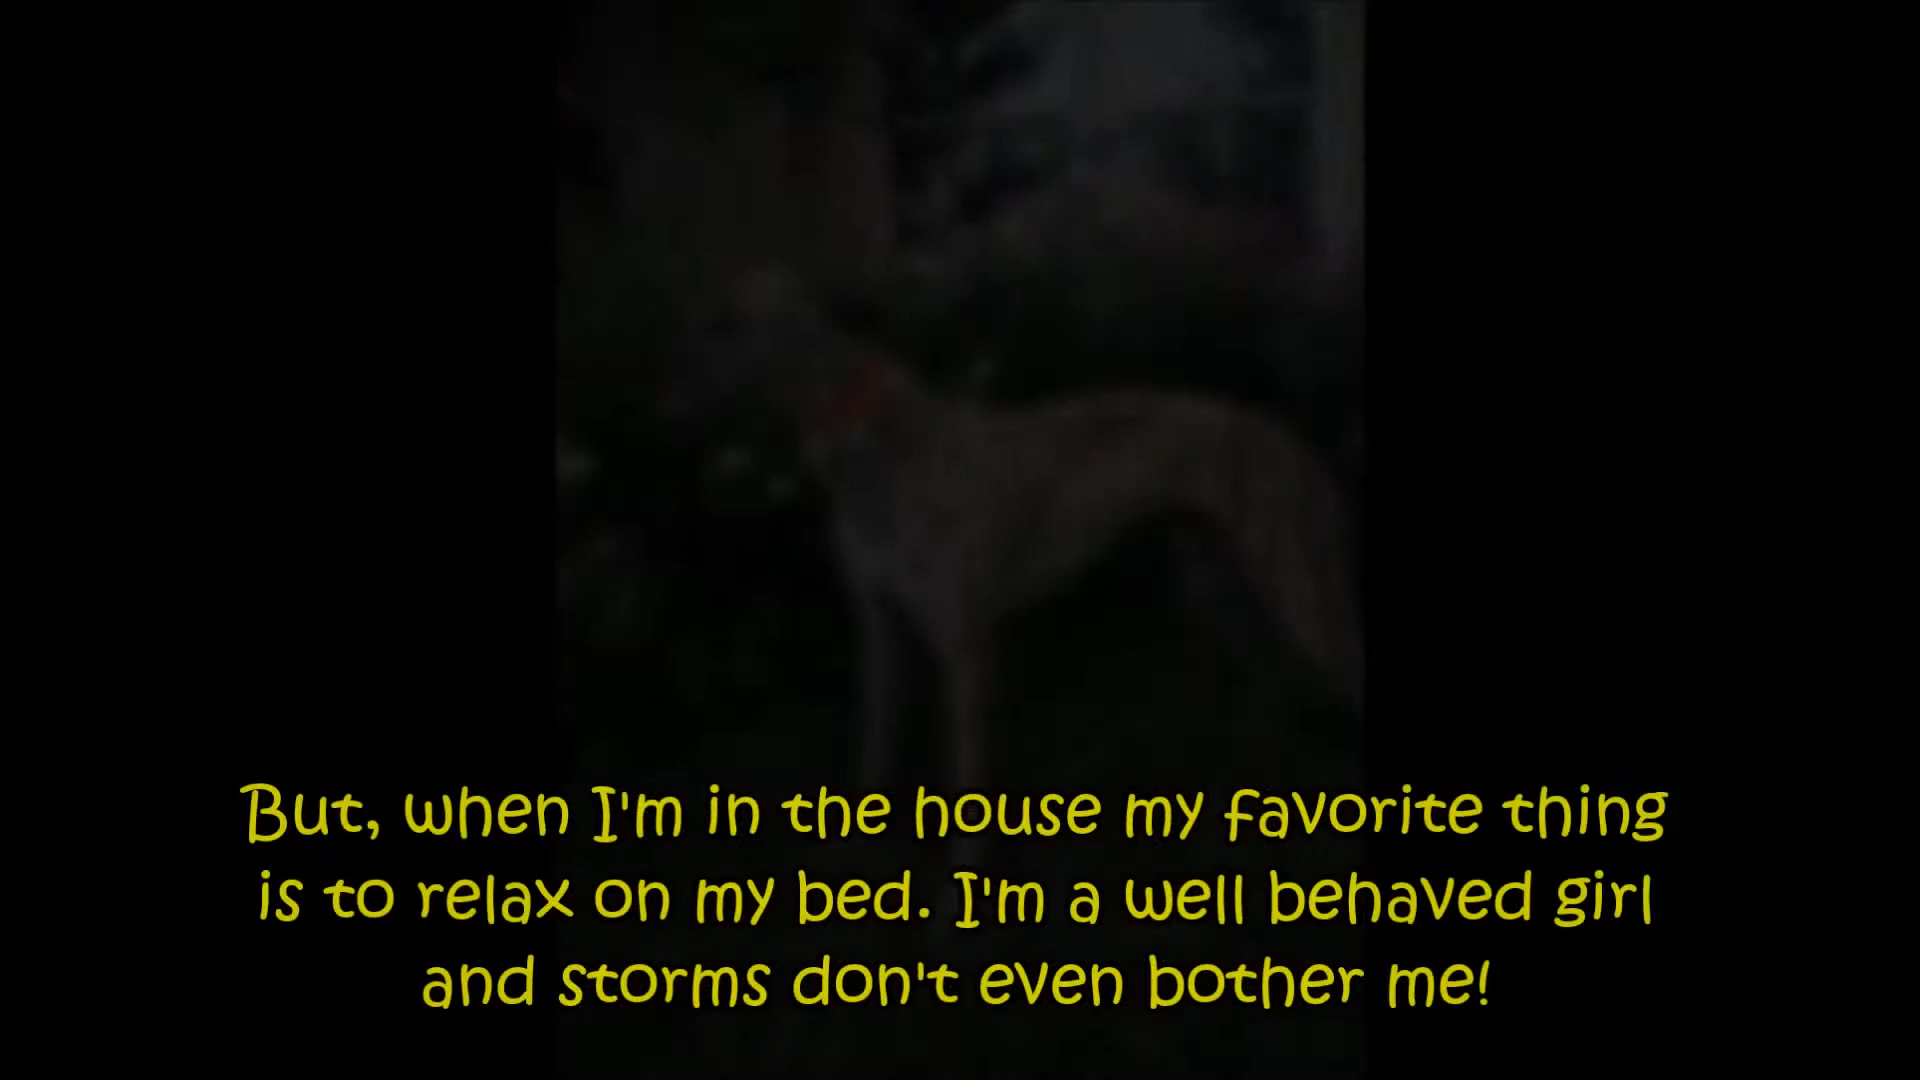 But, when I'm in the house my favorite thing
is to relax on my bed. I'm a well behaved girl
and storms don't even bother me!